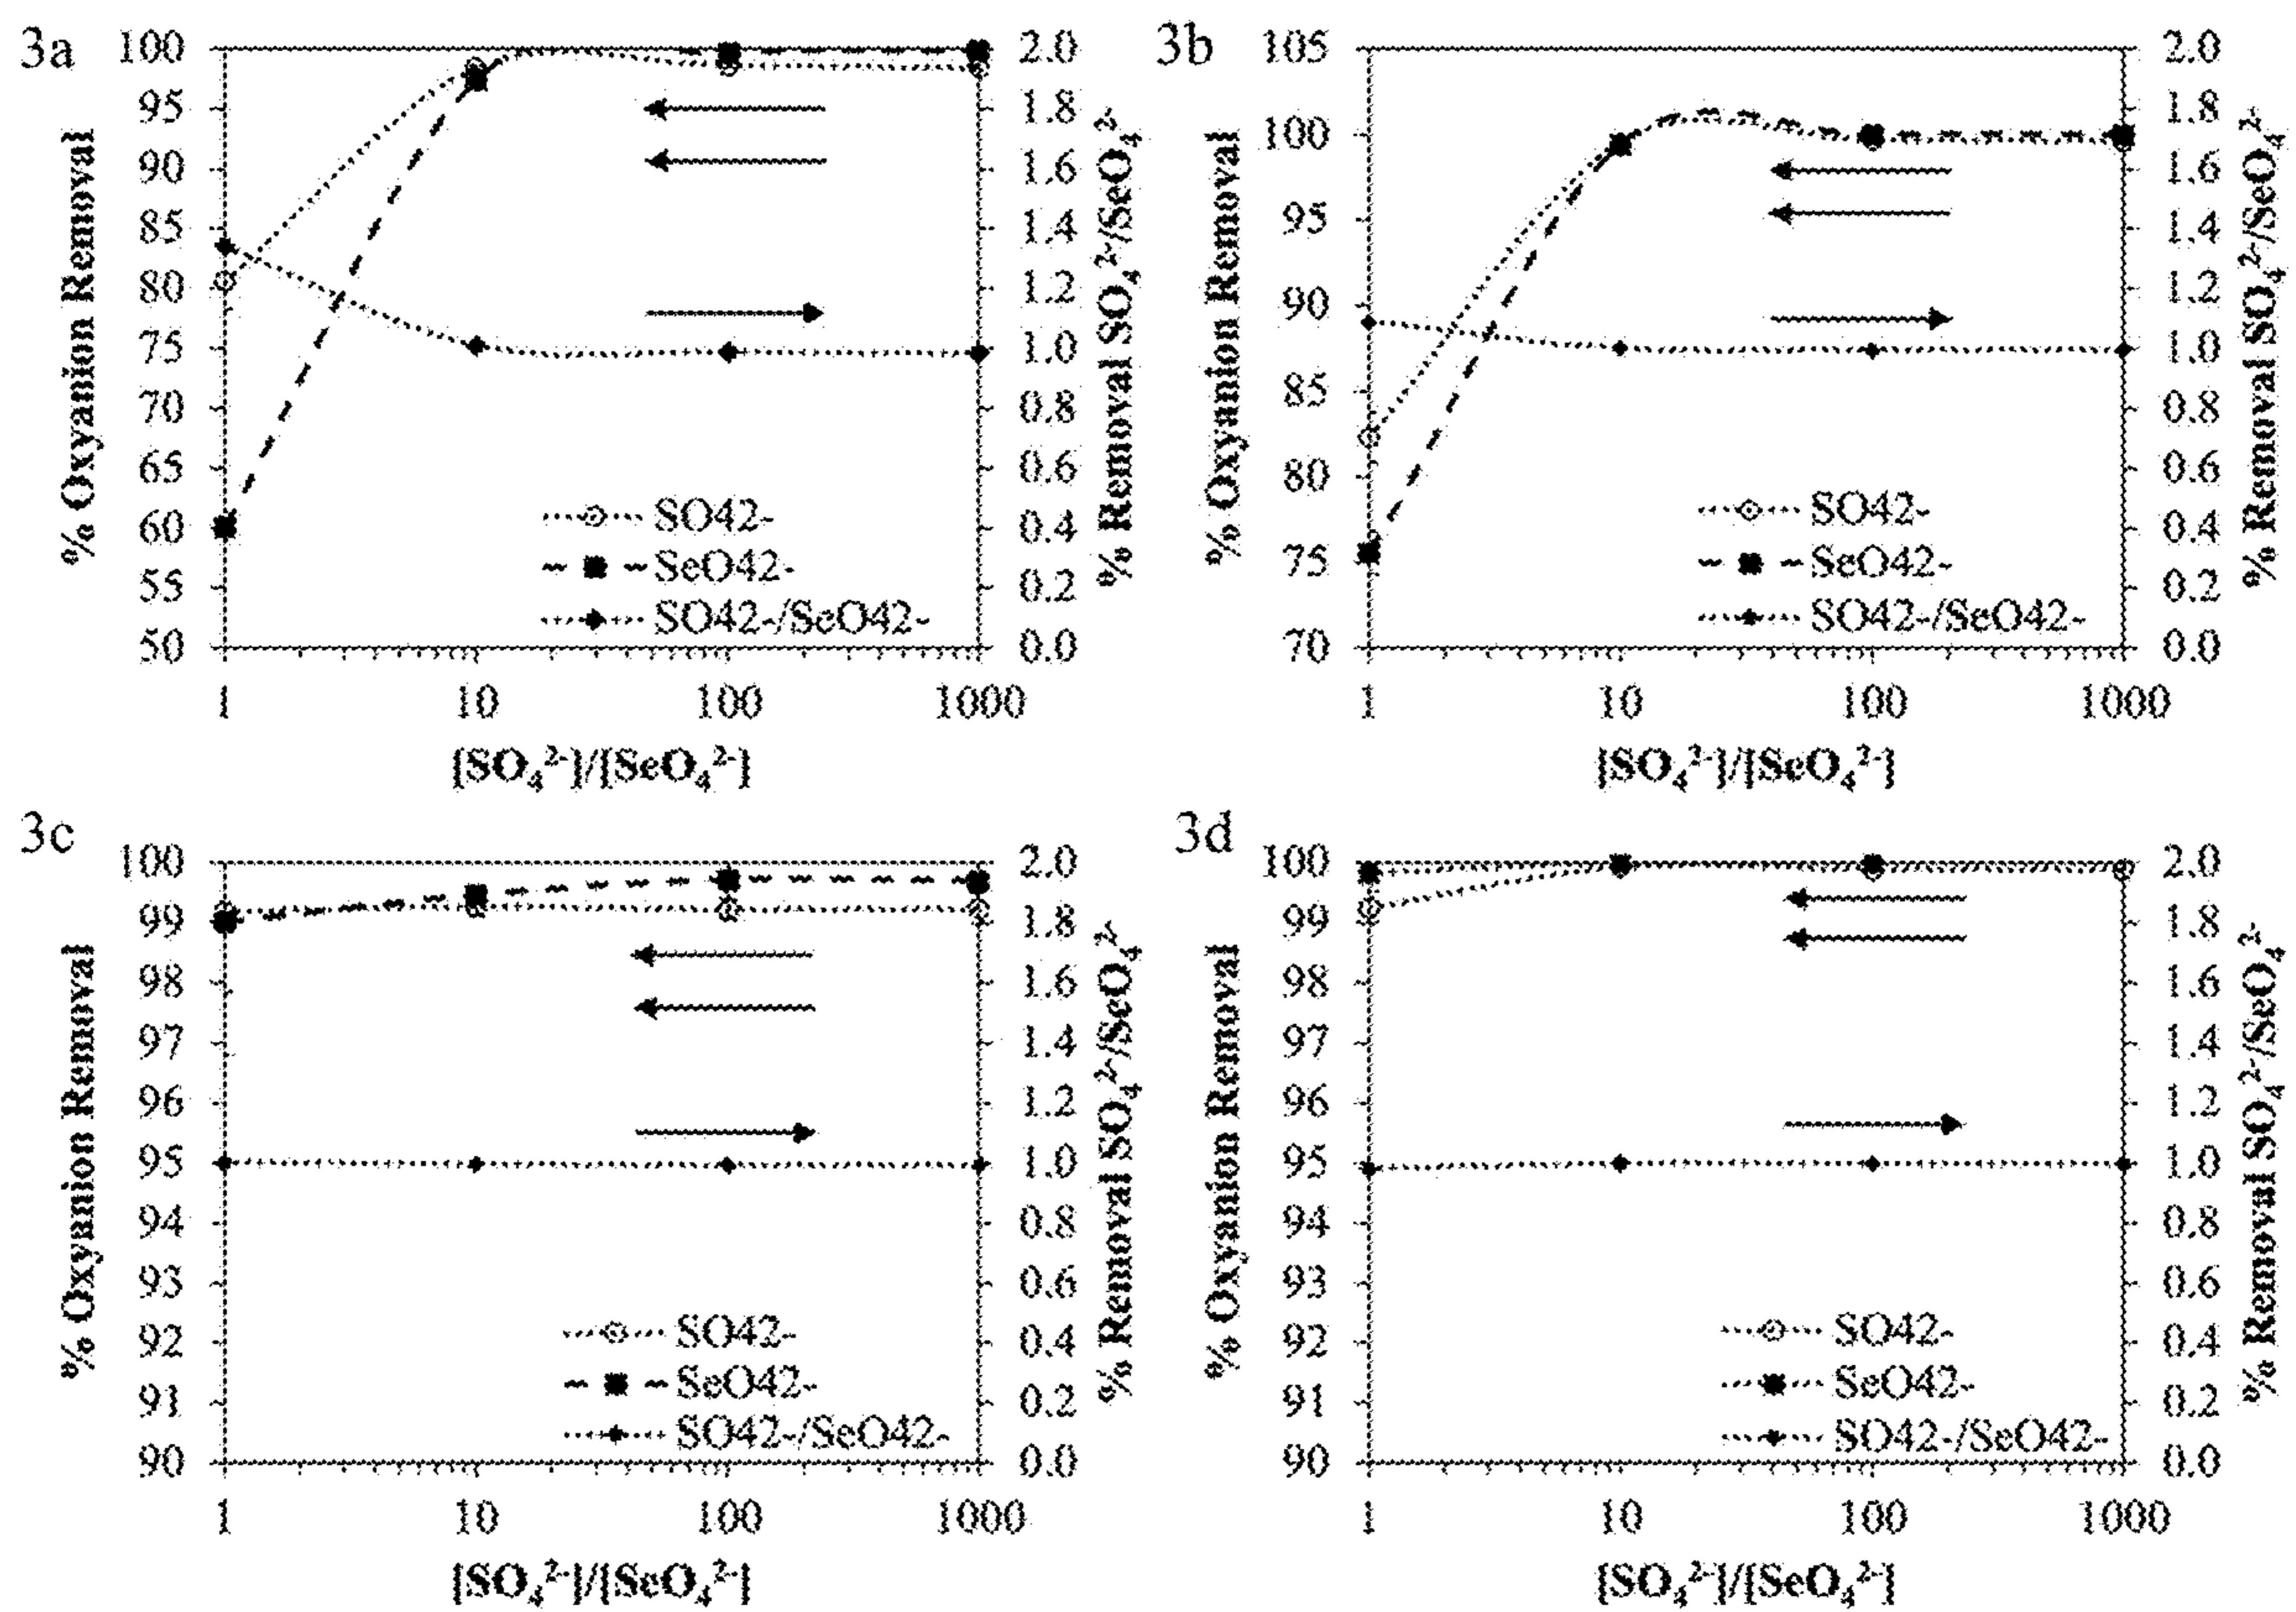 3a
% Oxyanion Removal
100
95
90
85
80
75
70
65
60
55
50
2.0
1.8
1.6
1.4
1.2
1.0
0.8
0.6
0.4
0.2
0.0
% Removal SO₄²⁻/SeO₄²⁻
SO42-
SeO42-
SO42-/SeO42-
1 10 100 1000
[SO₄²⁻]/[SeO₄²⁻]
3b
% Oxyanion Removal
105
100
95
90
85
80
75
70
2.0
1.8
1.6
1.4
1.2
1.0
0.8
0.6
0.4
0.2
0.0
% Removal SO₄²⁻/SeO₄²⁻
SO42-
SeO42-
SO42-/SeO42-
1 10 100 1000
[SO₄²⁻]/[SeO₄²⁻]
3c
% Oxyanion Removal
100
99
98
97
96
95
94
93
92
91
90
2.0
1.8
1.6
1.4
1.2
1.0
0.8
0.6
0.4
0.2
0.0
% Removal SO₄²⁻/SeO₄²⁻
SO42-
SeO42-
SO42-/SeO42-
1 10 100 1000
[SO₄²⁻]/[SeO₄²⁻]
3d
% Oxyanion Removal
100
99
98
97
96
95
94
93
92
91
90
2.0
1.8
1.6
1.4
1.2
1.0
0.8
0.6
0.4
0.2
0.0
% Removal SO₄²⁻/SeO₄²⁻
SO42-
SeO42-
SO42-/SeO42-
1 10 100 1000
[SO₄²⁻]/[SeO₄²⁻]